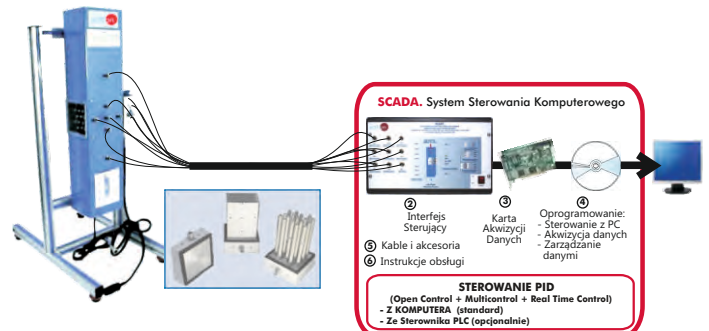 SCADA. System Sterowania Komputerowego
②
Interfejs
Sterujący
③
Karta
Akwizycji
Danych
④
Oprogramowanie:
- Sterowanie z PC
- Akwizycja danych
- Zarządzanie
danymi
⑤ Kable i akcesoria
⑥ Instrukcje obsługi
STEROWANIE PID
(Open Control + Multicontrol + Real Time Control)
- Z KOMPUTERA (standard)
- Ze Sterownika PLC (opcjonalnie)